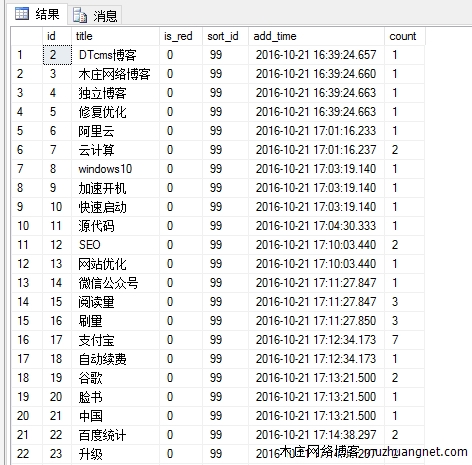 结果 消息
id title is_red sort_id add_time count
1 2 DTcms博客 0 99 2016-10-21 16:39:24.657 1
2 3 木庄网络博客 0 99 2016-10-21 16:39:24.660 1
3 4 独立博客 0 99 2016-10-21 16:39:24.663 1
4 5 修复优化 0 99 2016-10-21 16:39:24.663 1
5 6 阿里云 0 99 2016-10-21 17:01:16.233 1
6 7 云计算 0 99 2016-10-21 17:01:16.237 2
7 8 windows10 0 99 2016-10-21 17:03:19.140 1
8 9 加速开机 0 99 2016-10-21 17:03:19.140 1
9 10 快速启动 0 99 2016-10-21 17:03:19.140 1
10 11 源代码 0 99 2016-10-21 17:04:30.333 1
11 12 SEO 0 99 2016-10-21 17:10:03.440 2
12 13 网站优化 0 99 2016-10-21 17:10:03.440 1
13 14 微信公众号 0 99 2016-10-21 17:11:27.847 1
14 15 阅读量 0 99 2016-10-21 17:11:27.847 3
15 16 刷量 0 99 2016-10-21 17:11:27.850 3
16 17 支付宝 0 99 2016-10-21 17:12:34.173 7
17 18 自动续费 0 99 2016-10-21 17:12:34.173 1
18 19 谷歌 0 99 2016-10-21 17:13:21.500 2
19 20 脸书 0 99 2016-10-21 17:13:21.500 1
20 21 中国 0 99 2016-10-21 17:13:21.500 1
21 22 百度统计 0 99 2016-10-21 17:14:38.297 2
22 23 升级 0 99
木庄网络博客 muzhuangnet.com